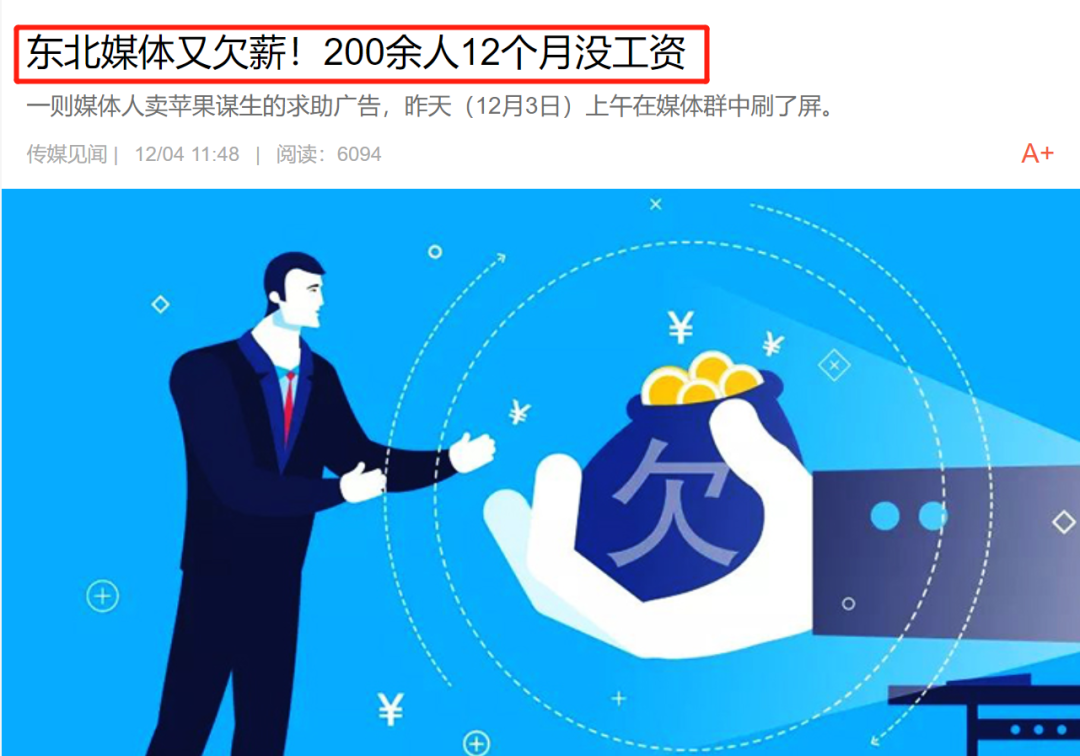 东北媒体又欠薪！200余人12个月没工资
一则媒体人卖苹果谋生的求助广告，昨天（12月3日）上午在媒体群中刷了屏。
传媒见闻 | 12/04 11:48 | 阅读：6094
A+
¥
¥
¥
欠
¥